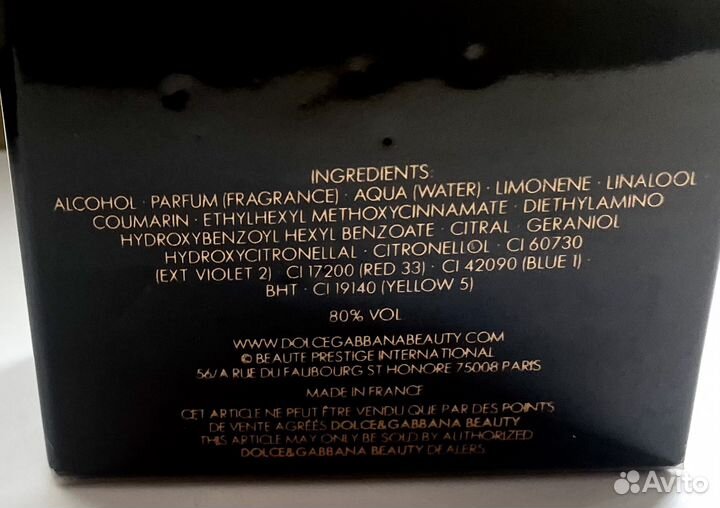 INGREDIENTS:
ALCOHOL · PARFUM (FRAGRANCE) · AQUA (WATER) · LIMONENE · LINALOOL
COUMARIN · ETHYLHEXYL METHOXYCINNAMATE · DIETHYLAMINO
HYDROXYBENZOYL HEXYL BENZOATE · CITRAL · GERANIOL
HYDROXYCITRONELLAL · CITRONELLOL · CI 60730
(EXT VIOLET 2) · CI 17200 (RED 33) · CI 42090 (BLUE 1) ·
BHT · CI 19140 (YELLOW 5)
80% VOL
WWW.DOLCEGABBANABEAUTY.COM
© BEAUTE PRESTIGE INTERNATIONAL
56/A RUE DU FAUBOURG ST HONORE 75008 PARIS
MADE IN FRANCE
CET ARTICLE NE PEUT ÊTRE VENDU QUE PAR DES POINTS
DE VENTE AGRÉÉS DOLCE&GABBANA BEAUTY
THIS ARTICLE MAY ONLY BE SOLD BY AUTHORIZED
DOLCE&GABBANA BEAUTY DEALERS
Avito